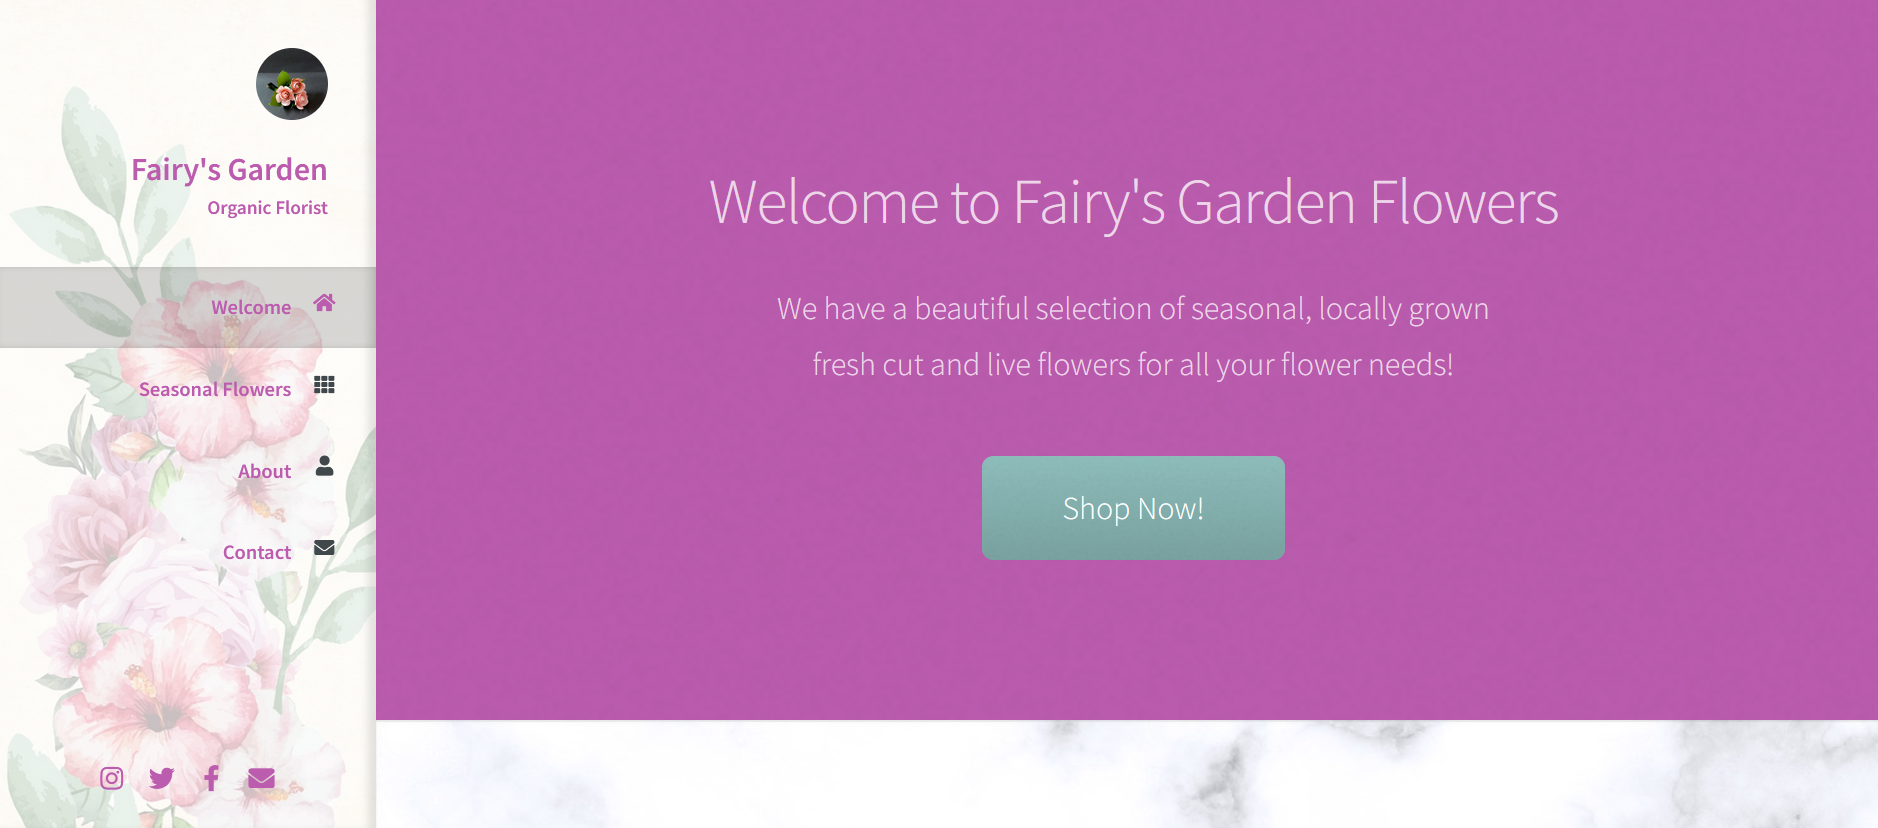 Fairy's Garden
Organic Florist
Welcome
Seasonal Flowers
About
Contact
Welcome to Fairy's Garden Flowers
We have a beautiful selection of seasonal, locally grown
fresh cut and live flowers for all your flower needs!
Shop Now!